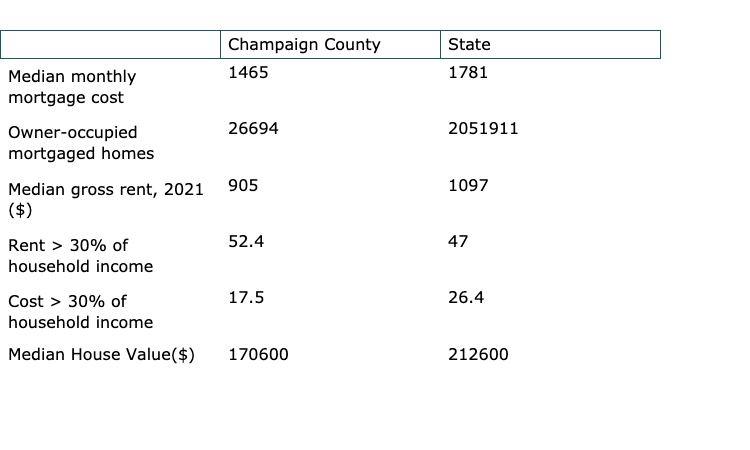 Champaign County State
Median monthly 1465 1781
mortgage cost
Owner-occupied 26694 2051911
mortgaged homes
Median gross rent, 2021 905 1097
($)
Rent > 30% of 52.4 47
household income
Cost > 30% of 17.5 26.4
household income
Median House Value($) 170600 212600